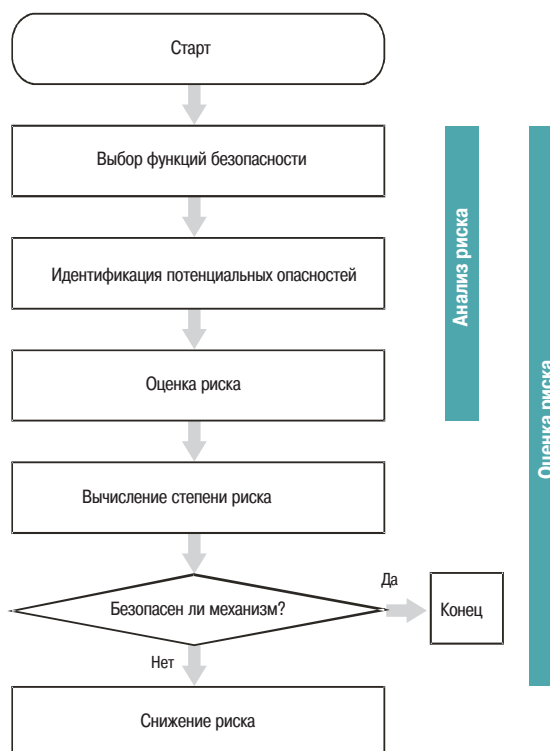 Старт
Выбор функций безопасности
Идентификация потенциальных опасностей
Оценка риска
Вычисление степени риска
Безопасен ли механизм?
Да
Конец
Нет
Снижение риска
Анализ риска
Оценка риска